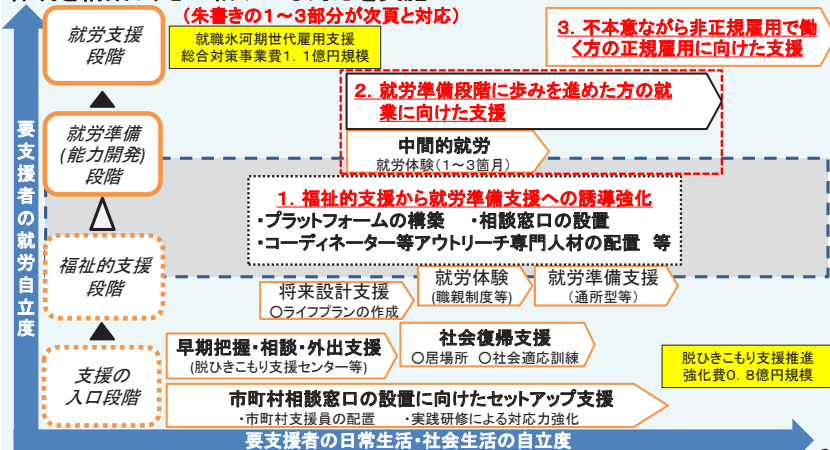 (朱書きの1~3部分が次頁と対応)
就労支援
段階
就職氷河期世代雇用支援
総合対策事業費1.1億円規模
3.不本意ながら非正規雇用で働
く方の正規雇用に向けた支援
2.就労準備段階に歩みを進めた方の就
業に向けた支援
就労準備
(能力開発)
段階
中間的就労
就労体験(1~3箇月)
1.福祉的支援から就労準備支援への誘導強化
・プラットフォームの構築 ・相談窓口の設置
・コーディネーター等アウトリーチ専門人材の配置 等
福祉的支援
段階
将来設計支援
〇ライフプランの作成
就労体験
(職親制度等)
就労準備支援
(通所型等)
早期把握・相談・外出支援
(脱ひきこもり支援センター等)
社会復帰支援
〇居場所 〇社会適応訓練
支援の
入口段階
脱ひきこもり支援推進
強化費0.8億円規模
市町村相談窓口の設置に向けたセットアップ支援
・市町村支援員の配置 ・実践研修による対応力強化
要支援者の就労自立度
要支援者の日常生活・社会生活の自立度